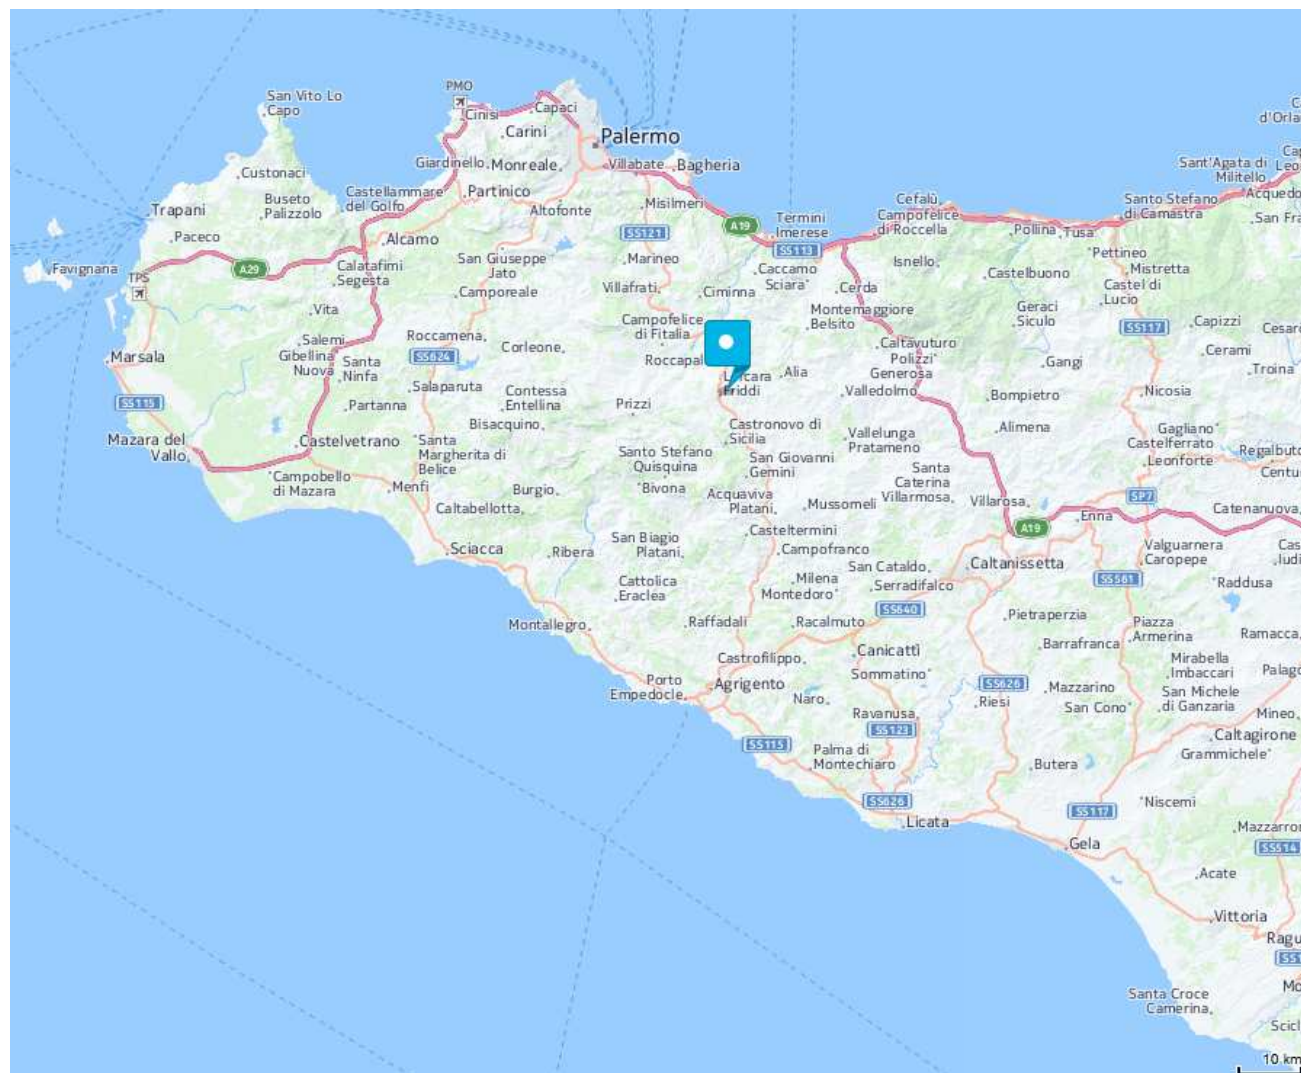 PMO
San Vito Lo
Capo
Cinisi
Capaci
Carini
Palermo
Giardinello
Monreale
Villabate
Bagheria
Custonaci
Castellammare
del Golfo
Partinico
Buseto
Palizzolo
Trapani
Altofonte
Misilmeri
Sant'Agata di
Militello
Cefalù
Campofelice
di Roccella
Santo Stefano
di Camastra
Acquedo
Paceco
Alcamo
SS121
A19
Termini
Imerese
SS113
Pollina
Tusa
San Fra
Favignana
TPS
A29
Calatafimi
Segesta
San Giuseppe
Jato
Marineo
Caccamo
Sciara
Isnello
Castelbuono
Pettineo
Mistretta
Camporeale
Villafrati
Ciminna
Cerda
Castel di
Lucio
Vita
Campofelice
di Fitalia
Montemaggiore
Belsito
Geraci
Siculo
SS117
Capizzi
Cesarò
Marsala
Salemi
Gibellina
Nuova
Santa
Ninfa
Roccamena
SS624
Corleone
Roccapal
Caltavuturo
Polizzi
Generosa
Gangi
Cerami
Troina
SS115
Salaparuta
Partanna
Contessa
Entellina
Prizzi
Lercara
Friddi
Alia
Valledolmo
Bompietro
Nicosia
Mazara del
Vallo
Castelvetrano
Bisacquino
Santa
Margherita di
Belice
Castronovo di
Sicilia
Vallelunga
Pratameno
Alimena
Gagliano
Castelferrato
Leonforte
Regalbuto
Campobello
di Mazara
Menfi
Santo Stefano
Quisquina
Bivona
San Giovanni
Gemini
Santa
Caterina
Villarmosa
Centu
Burgio
Caltabellotta
Acquaviva
Platani
Mussomeli
Villarosa
SP7
Enna
Catenanuova
A19
Sciacca
Ribera
San Biagio
Platani
Casteltermini
Campofranco
San Cataldo
Caltanissetta
Valguarnera
Caropepe
Cas
Iudi
Cattolica
Eraclea
Milena
Montedoro
Serradifalco
SS561
Raddusa
Montallegro
Raffadali
Racalmuto
SS640
Pietraperzia
Piazza
Armerina
Ramacca
Castrofilippo
Canicattì
Sommatino
Barrafranca
Mirabella
Imbaccari
Palago
Porto
Empedocle
Agrigento
Naro
SS626
Riesi
Mazzarino
San Cono
San Michele
di Ganzaria
Mineo
SS115
Ravanusa
SS123
Caltagirone
Grammichele
Palma di
Montechiaro
Butera
SS626
Licata
SS117
Niscemi
Mazzarro
Gela
SS514
Acate
Vittoria
Ragu
Santa Croce
Camerina
Mo
Scicl
10 km